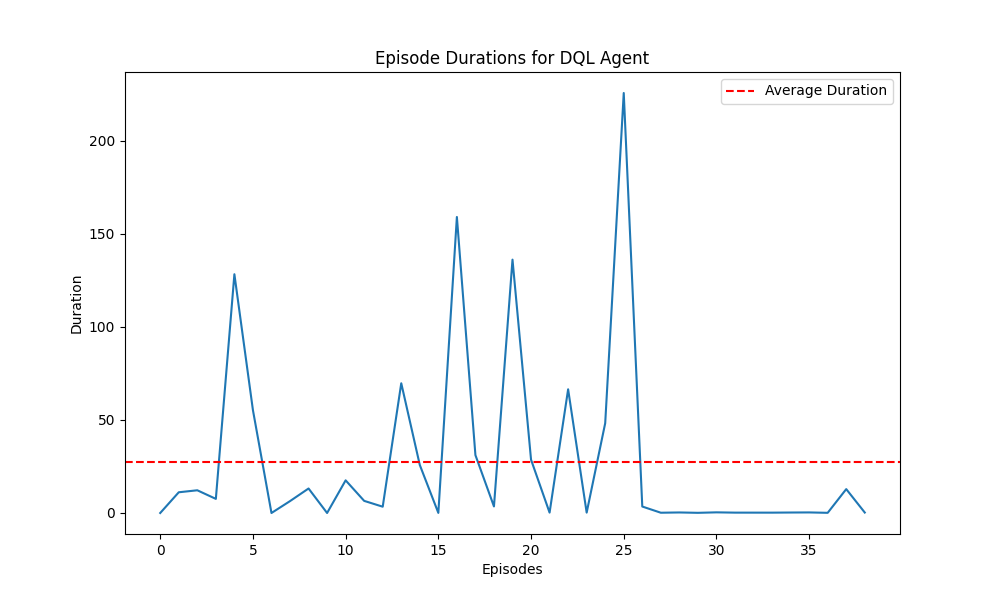 Episode Durations for DQL Agent
Average Duration
Duration
200
150
100
50
0
0 5 10 15 20 25 30 35
Episodes